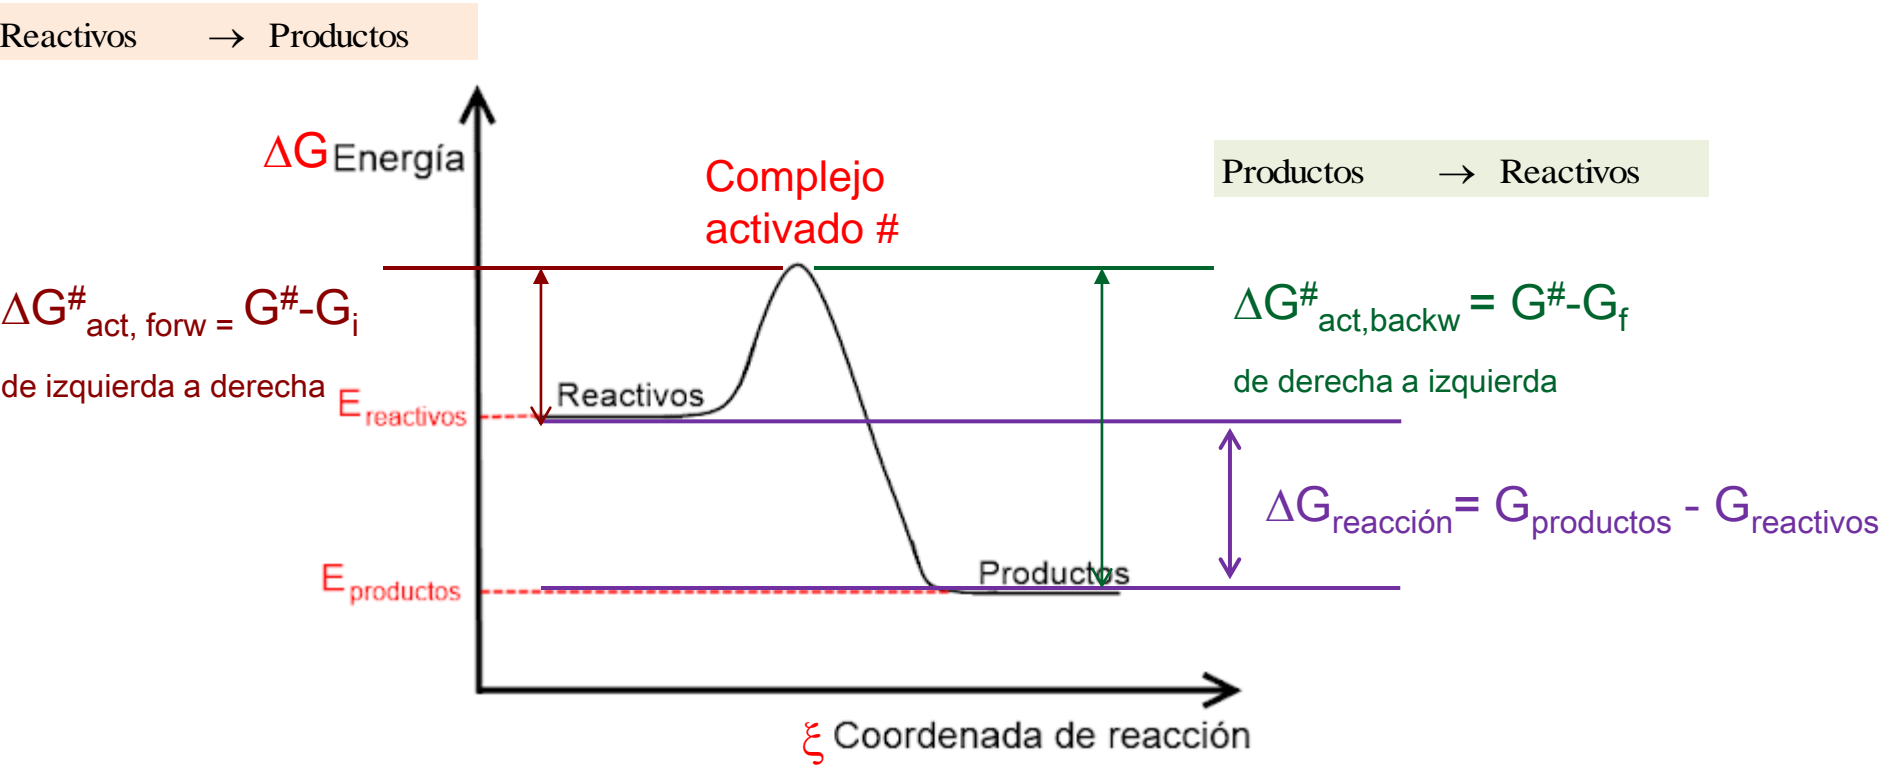 Reactivos → Productos
ΔG Energía
Complejo
activado #
Productos → Reactivos
ΔG#act, forw = G#-Gi
de izquierda a derecha
ΔG#act,backw = G#-Gf
de derecha a izquierda
Ereactivos
Reactivos
ΔGreacción= Gproductos - Greactivos
Eproductos
Productos
ξ Coordenada de reacción